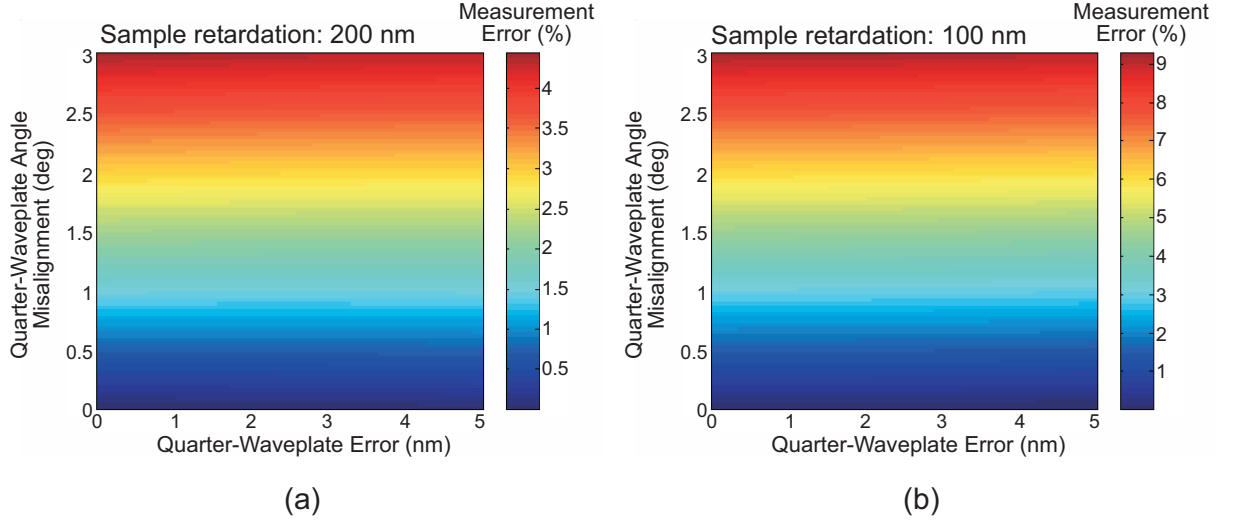 Sample retardation: 200 nm
Measurement
Error (%)
Quarter-Waveplate Angle
Misalignment (deg)
3
2.5
2
1.5
1
0.5
0
0 1 2 3 4 5
Quarter-Waveplate Error (nm)
4
3.5
3
2.5
2
1.5
1
0.5
(a)
Sample retardation: 100 nm
Measurement
Error (%)
Quarter-Waveplate Angle
Misalignment (deg)
3
2.5
2
1.5
1
0.5
0
0 1 2 3 4 5
Quarter-Waveplate Error (nm)
9
8
7
6
5
4
3
2
1
(b)